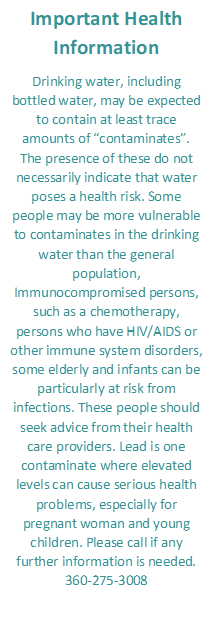 Important Health
Information
Drinking water, including
bottled water, may be expected
to contain at least trace
amounts of “contaminates”.
The presence of these do not
necessarily indicate that water
poses a health risk. Some
people may be more vulnerable
to contaminates in the drinking
water than the general
population,
Immunocompromised persons,
such as a chemotherapy,
persons who have HIV/AIDS or
other immune system disorders,
some elderly and infants can be
particularly at risk from
infections. These people should
seek advice from their health
care providers. Lead is one
contaminate where elevated
levels can cause serious health
problems, especially for
pregnant woman and young
children. Please call if any
further information is needed.
360-275-3008